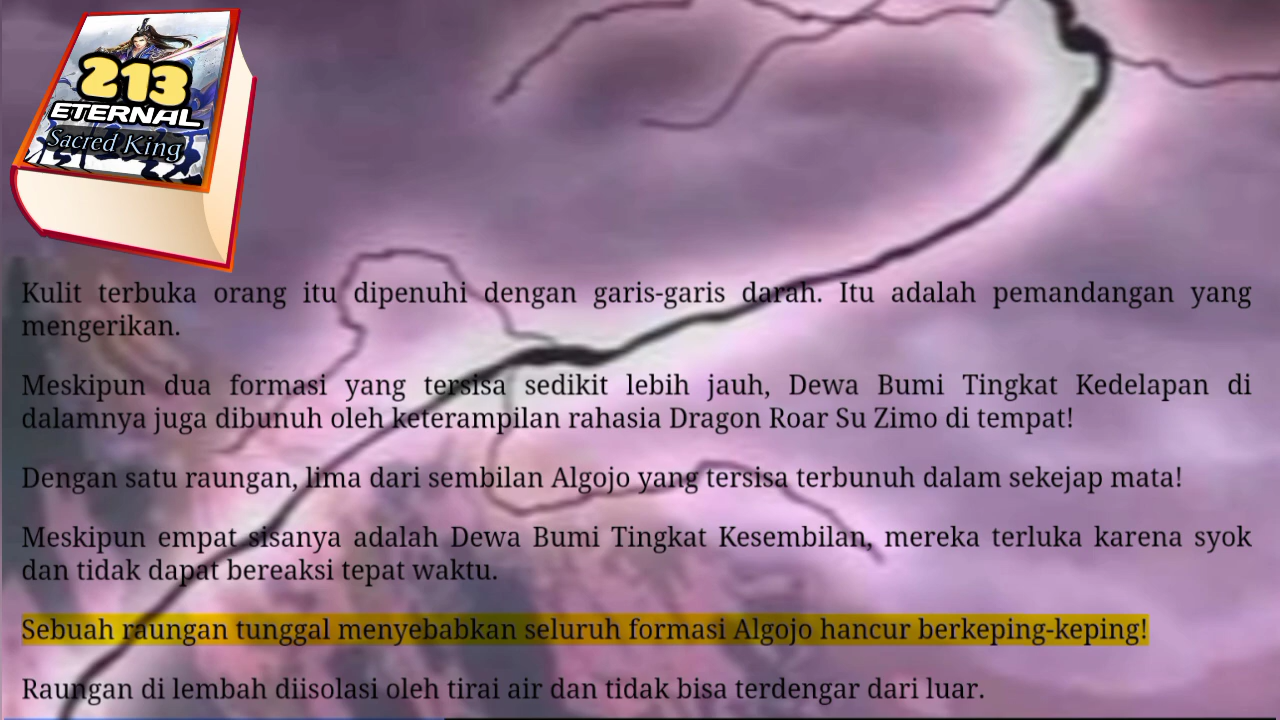 213
ETERNAL
Sacred King
Kulit terbuka orang itu dipenuhi dengan garis-garis darah. Itu adalah pemandangan yang
mengerikan.
Meskipun dua formasi yang tersisa sedikit lebih jauh, Dewa Bumi Tingkat Kedelapan di
dalamnya juga dibunuh oleh keterampilan rahasia Dragon Roar Su Zimo di tempat!
Dengan satu raungan, lima dari sembilan Algojo yang tersisa terbunuh dalam sekejap mata!
Meskipun empat sisanya adalah Dewa Bumi Tingkat Kesembilan, mereka terluka karena syok
dan tidak dapat bereaksi tepat waktu.
Sebuah raungan tunggal menyebabkan seluruh formasi Algojo hancur berkeping-keping!
Raungan di lembah diisolasi oleh tirai air dan tidak bisa terdengar dari luar.